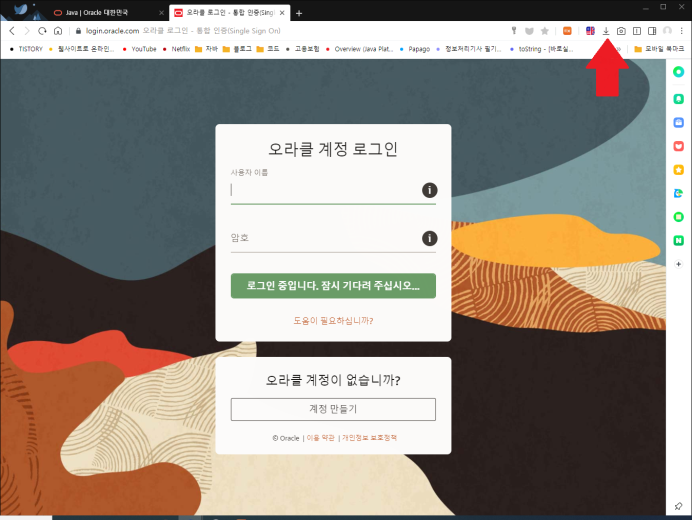 Java | Oracle 대한민국
오라클 로그인 - 통합 인증(Single
login.oracle.com 오라클 로그인 - 통합 인증(Single Sign On)
TISTORY 웹사이트로 온라인... YouTube Netflix 자바 블로그 코드 고용보험 Overview (Java Plat... Papago 정보처리기사 필기... toString - [바로실... » 모바일 북마크
오라클 계정 로그인
사용자 이름
암호
로그인 중입니다. 잠시 기다려 주십시오...
도움이 필요하십니까?
오라클 계정이 없습니까?
계정 만들기
© Oracle | 이용 약관 | 개인정보 보호정책